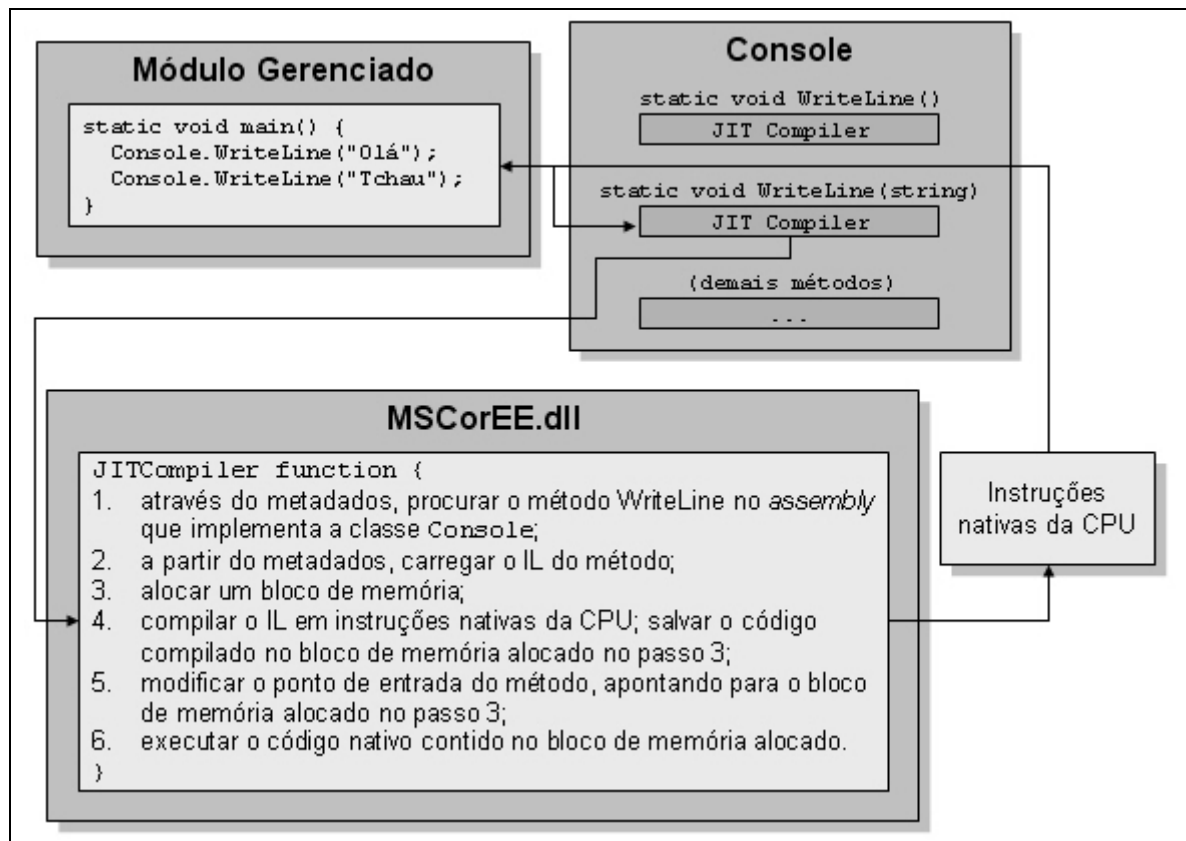 Módulo Gerenciado
static void main() {
Console.WriteLine("Olá");
Console.WriteLine("Tchau");
}
Console
static void WriteLine()
JIT Compiler
static void WriteLine(string)
JIT Compiler
(demais métodos)
...
MSCorEE.dll
JITCompiler function {
1. através do metadados, procurar o método WriteLine no assembly
que implementa a classe Console;
2. a partir do metadados, carregar o IL do método;
3. alocar um bloco de memória;
4. compilar o IL em instruções nativas da CPU; salvar o código
compilado no bloco de memória alocado no passo 3;
5. modificar o ponto de entrada do método, apontando para o bloco
de memória alocado no passo 3;
6. executar o código nativo contido no bloco de memória alocado.
}
Instruções
nativas da CPU